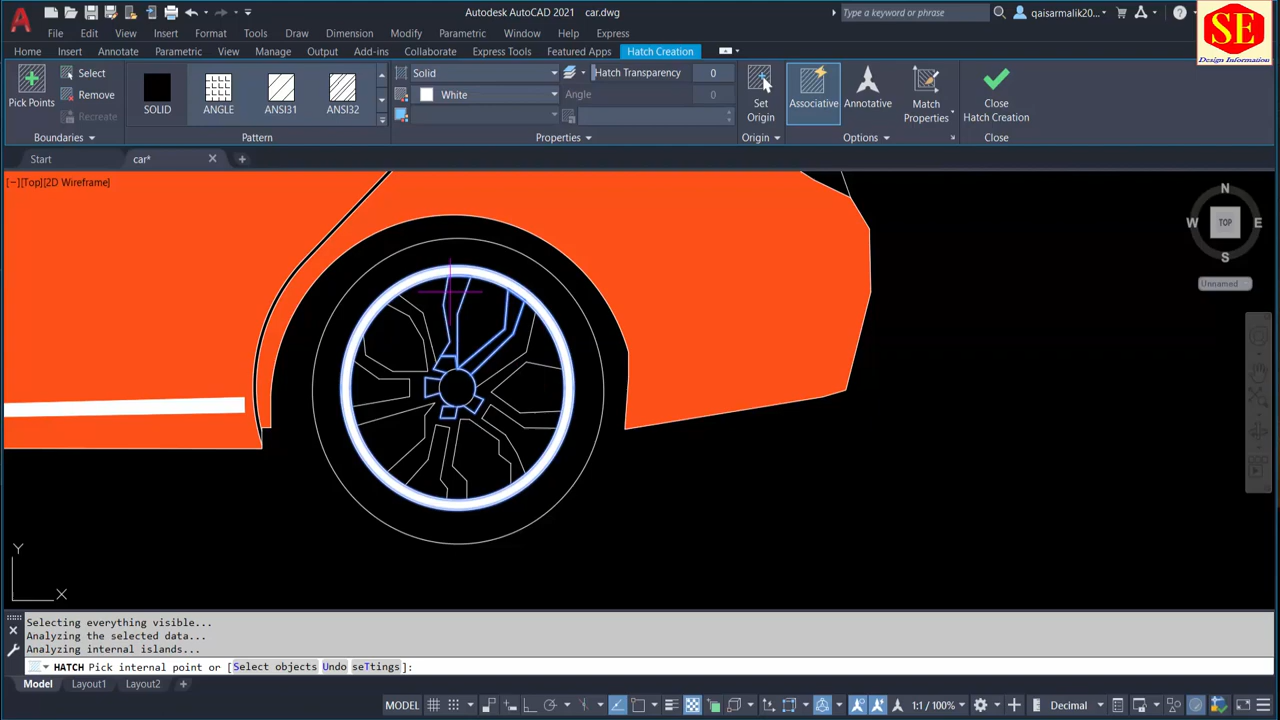 Autodesk AutoCAD 2021 car.dwg
Type a keyword or phrase
qaisarmalik20...
SE
Design Information
File Edit View Insert Format Tools Draw Dimension Modify Parametric Window Help Express
Home Insert Annotate Parametric View Manage Output Add-ins Collaborate Express Tools Featured Apps Hatch Creation
Pick Points
Select
Remove
Recreate
Boundaries
SOLID
ANGLE
ANSI31
ANSI32
Pattern
Solid
White
Hatch Transparency 0
Angle 0
Properties
Set
Origin
Origin
Associative
Annotative
Match
Properties
Options
Close
Hatch Creation
Close
Start
car*
[−][Top][2D Wireframe]
N
W
TOP
E
S
Unnamed
Y
X
Selecting everything visible...
Analyzing the selected data...
Analyzing internal islands...
HATCH Pick internal point or [Select objects Undo seTtings]:
Model Layout1 Layout2
MODEL
1:1 / 100%
Decimal